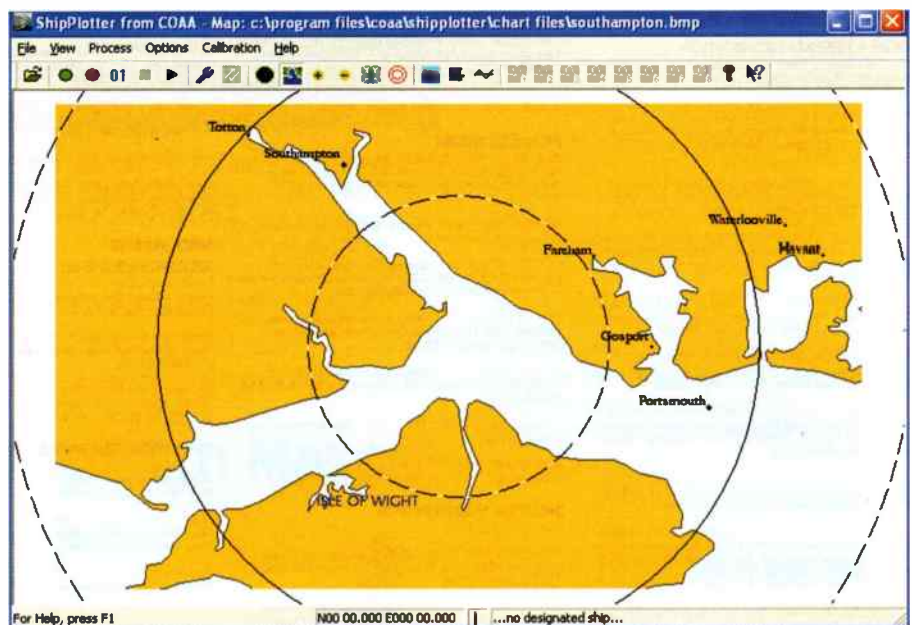 ShipPlotter from COAA - Map: c:\program files\coaa\shipplotter\chart files\southampton.bmp
File View Process Options Calibration Help
01
Totton
Southampton
Waterlooville
Fareham
Havant
Gosport
Portsmouth
ISLE OF WIGHT
For Help, press F1 N00 00.000 E000 00.000 ...no designated ship...